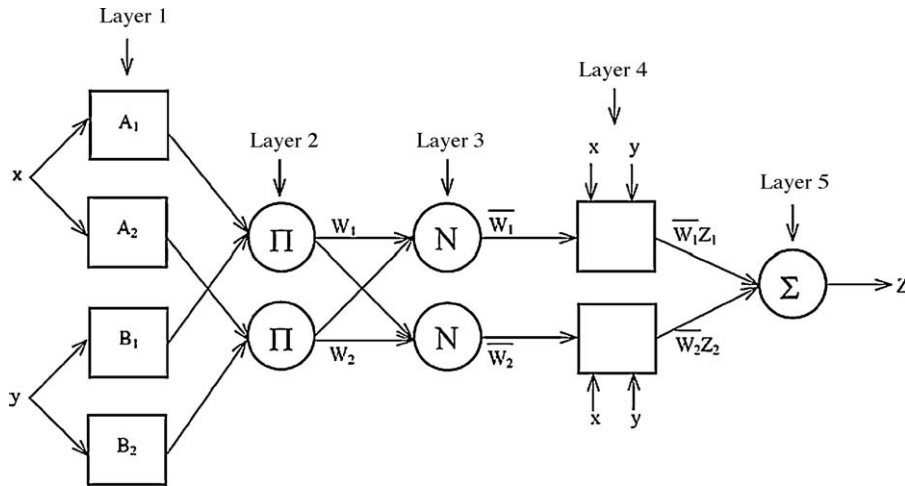 Layer 1
Layer 2
Layer 3
Layer 4
Layer 5
x
y
A₁
A₂
B₁
B₂
Π
Π
W₁
W₂
N
N
W̅₁
W̅₂
x y
x y
W̅₁Z₁
W̅₂Z₂
Σ
Z